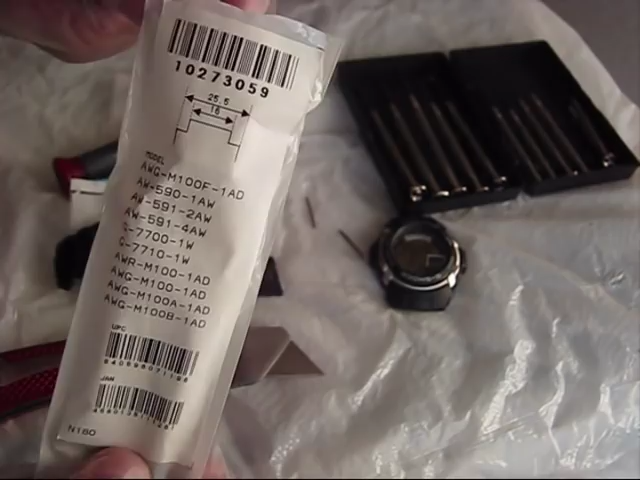 10273059
25.5
16
MODEL
AWG-M100F-1AD
AW-590-1AW
AW-591-2AW
AW-591-4AW
G-7700-1W
G-7710-1W
AWR-M100-1AD
AWG-M100-1AD
AWG-M100A-1AD
AWG-M100B-1AD
UPC
JAN
N180